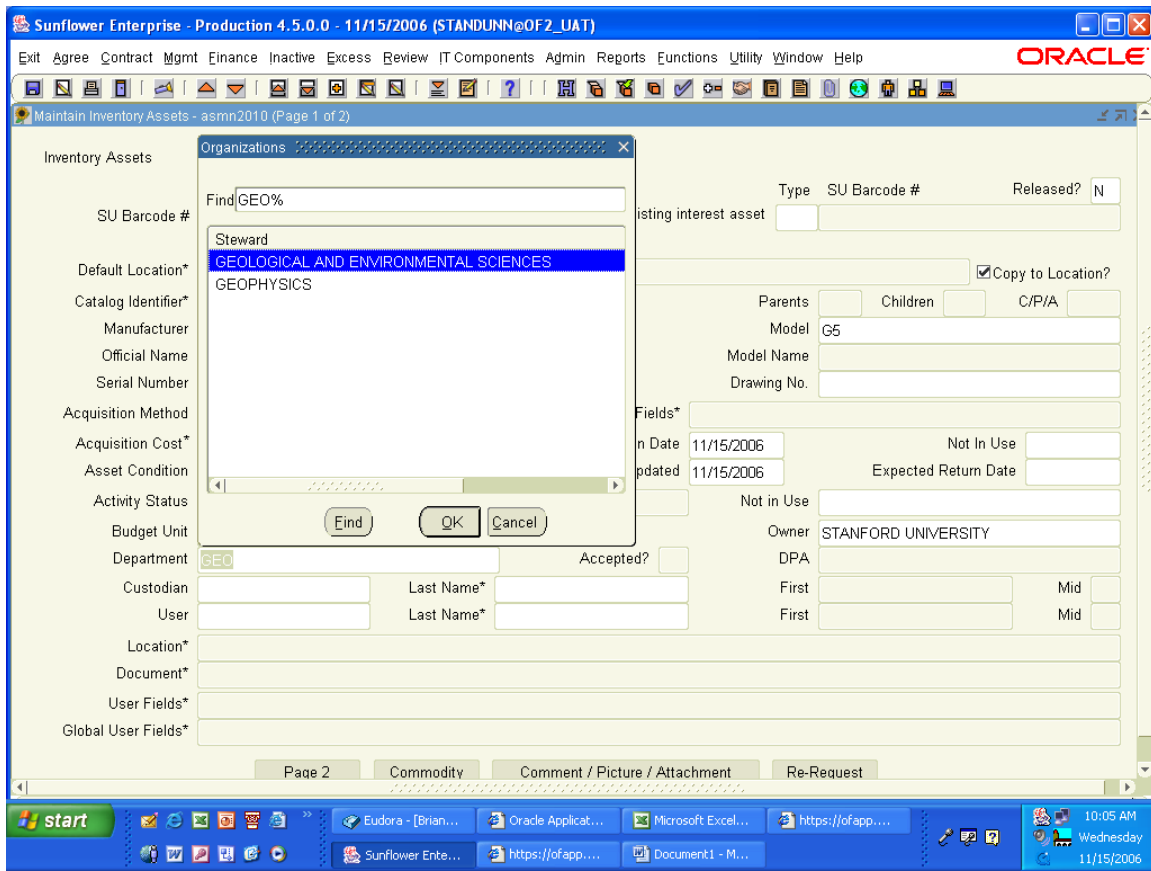 Sunflower Enterprise - Production 4.5.0.0 - 11/15/2006 (STANDUNN@OF2_UAT)
Exit Agree Contract Mgmt Finance Inactive Excess Review IT Components Admin Reports Functions Utility Window Help
ORACLE
Maintain Inventory Assets - asmn2010 (Page 1 of 2)
Inventory Assets
Organizations
Find GEO%
Steward
GEOLOGICAL AND ENVIRONMENTAL SCIENCES
GEOPHYSICS
Find OK Cancel
Type SU Barcode # Released? N
SU Barcode # isting interest asset
Default Location* Copy to Location?
Catalog Identifier* Parents Children C/P/A
Manufacturer Model G5
Official Name Model Name
Serial Number Drawing No.
Acquisition Method Fields*
Acquisition Cost* n Date 11/15/2006 Not In Use
Asset Condition pdated 11/15/2006 Expected Return Date
Activity Status Not in Use
Budget Unit Owner STANFORD UNIVERSITY
Department GEO Accepted? DPA
Custodian Last Name* First Mid
User Last Name* First Mid
Location*
Document*
User Fields*
Global User Fields*
Page 2 Commodity Comment / Picture / Attachment Re-Request
start Eudora - [Brian... Oracle Applicat... Microsoft Excel... https://ofapp.... 10:05 AM
Wednesday
Sunflower Ente... https://ofapp.... Document1 - M... 11/15/2006